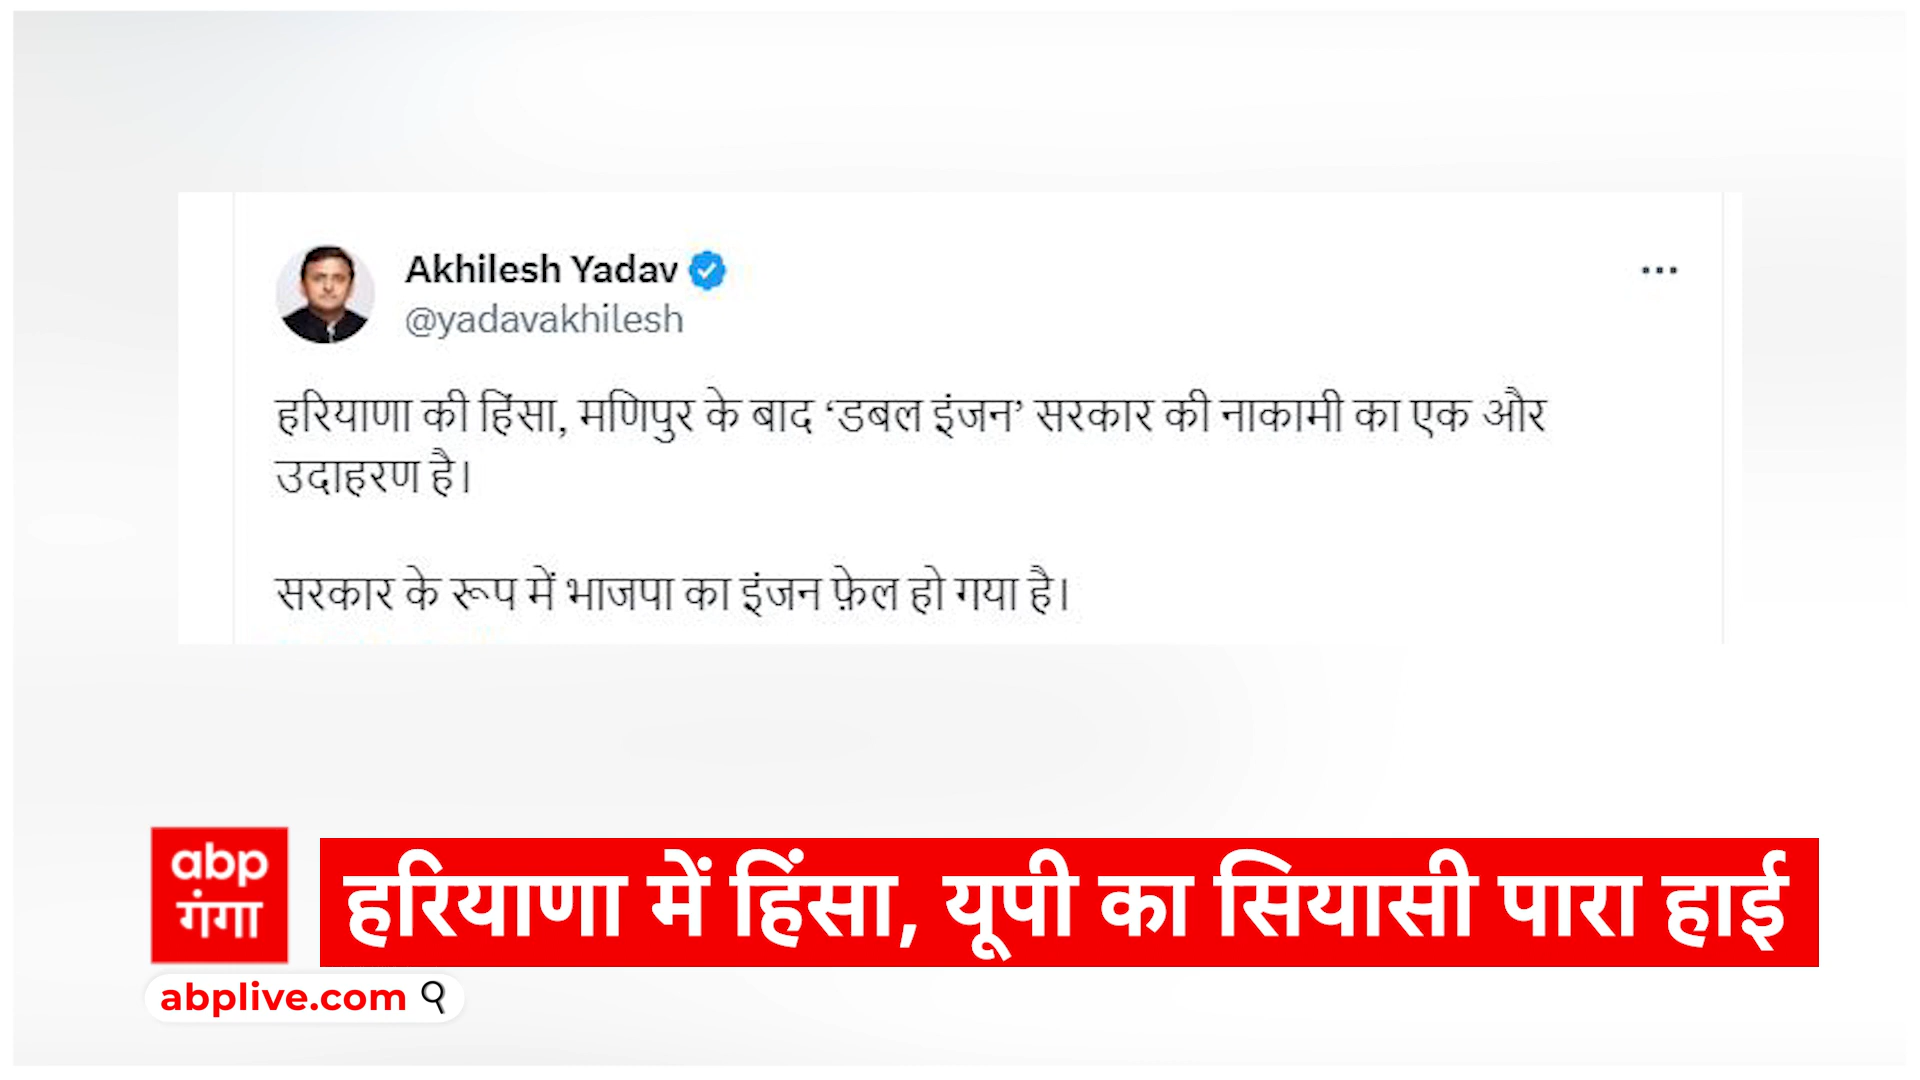 Akhilesh Yadav
@yadavakhilesh
हरियाणा की हिंसा, मणिपुर के बाद ‘डबल इंजन’ सरकार की नाकामी का एक और
उदाहरण है।
सरकार के रूप में भाजपा का इंजन फ़ेल हो गया है।
abp
गंगा
हरियाणा में हिंसा, यूपी का सियासी पारा हाई
abplive.com